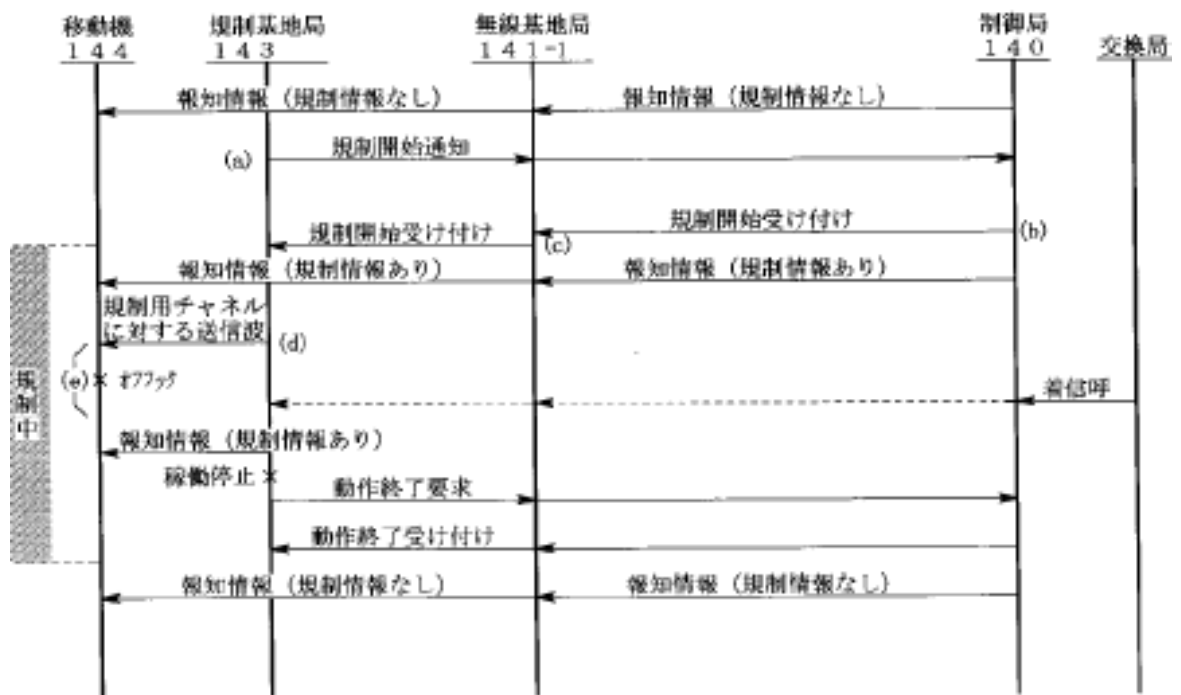 移動機
144
規制基地局
143
無線基地局
141-1
制御局
140
交換局
報知情報（規制情報なし）
報知情報（規制情報なし）
(a)
規制開始通知
規制開始受け付け
(b)
規制開始受け付け
(c)
報知情報（規制情報あり）
報知情報（規制情報あり）
規制用チャネル
に対する送信波
(d)
規制中
(e)
オフフック
着信呼
報知情報（規制情報あり）
稼働停止
動作終了要求
動作終了受け付け
報知情報（規制情報なし）
報知情報（規制情報なし）